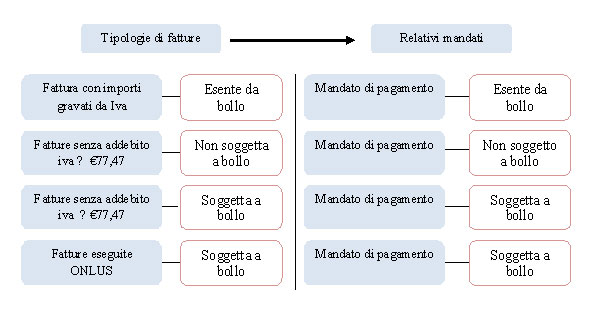 Tipologie di fatture
Relativi mandati
Fattura con importi
gravati da Iva
Esente da
bollo
Mandato di pagamento
Esente da
bollo
Fatture senza addebito
iva ? €77,47
Non soggetta
a bollo
Mandato di pagamento
Non soggetto
a bollo
Fatture senza addebito
iva ? €77,47
Soggetta a
bollo
Mandato di pagamento
Soggetta a
bollo
Fatture eseguite
ONLUS
Soggetta a
bollo
Mandato di pagamento
Soggetta a
bollo